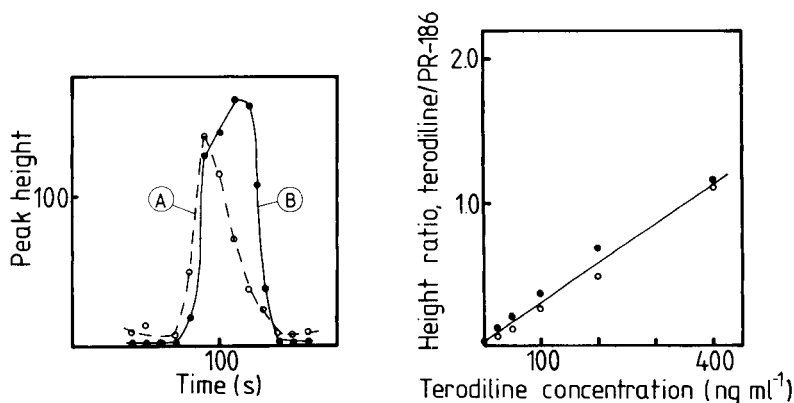 Peak height
100
A
B
100
Time (s)
Height ratio, terodiline/PR-186
2.0
1.0
100
400
Terodiline concentration (ng ml⁻¹)